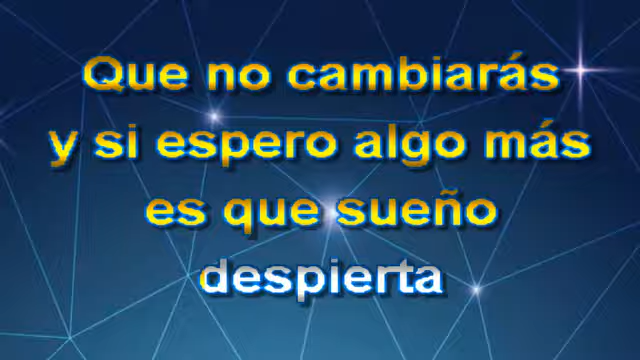 Que no cambiarás
y si espero algo más
es que sueño
despierta